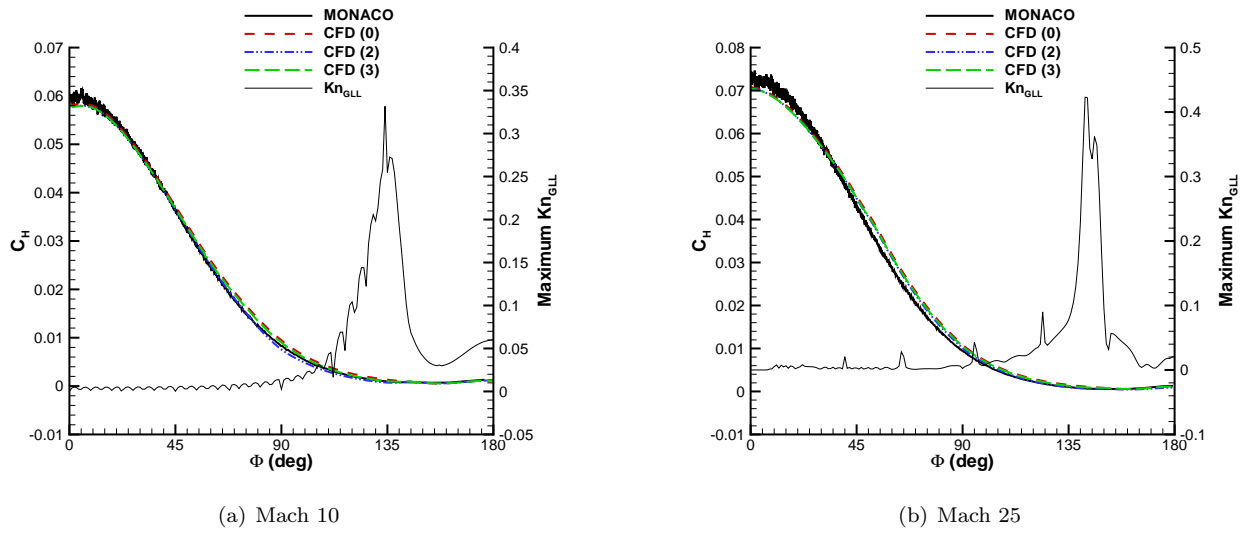 MONACO
CFD (0)
CFD (2)
CFD (3)
Kn_GLL
0.07
0.06
0.05
0.04
0.03
0.02
0.01
0
-0.01
C_H
0.4
0.35
0.3
0.25
0.2
0.15
0.1
0.05
0
-0.05
Maximum Kn_GLL
0
45
90
135
180
Φ (deg)
(a) Mach 10
MONACO
CFD (0)
CFD (2)
CFD (3)
Kn_GLL
0.08
0.07
0.06
0.05
0.04
0.03
0.02
0.01
0
-0.01
C_H
0.5
0.4
0.3
0.2
0.1
0
-0.1
Maximum Kn_GLL
0
45
90
135
180
Φ (deg)
(b) Mach 25